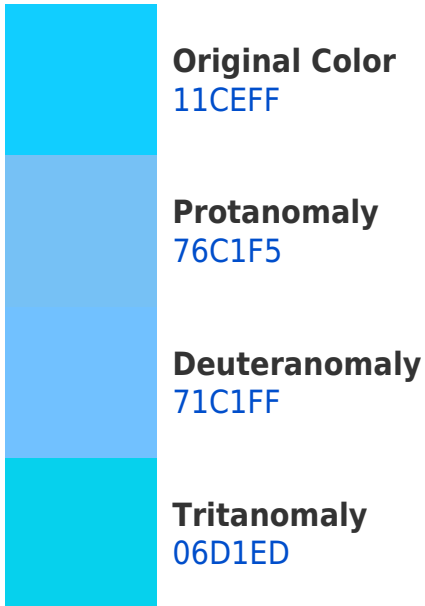 Original Color
11CEFF
Protanomaly
76C1F5
Deuteranomaly
71C1FF
Tritanomaly
06D1ED